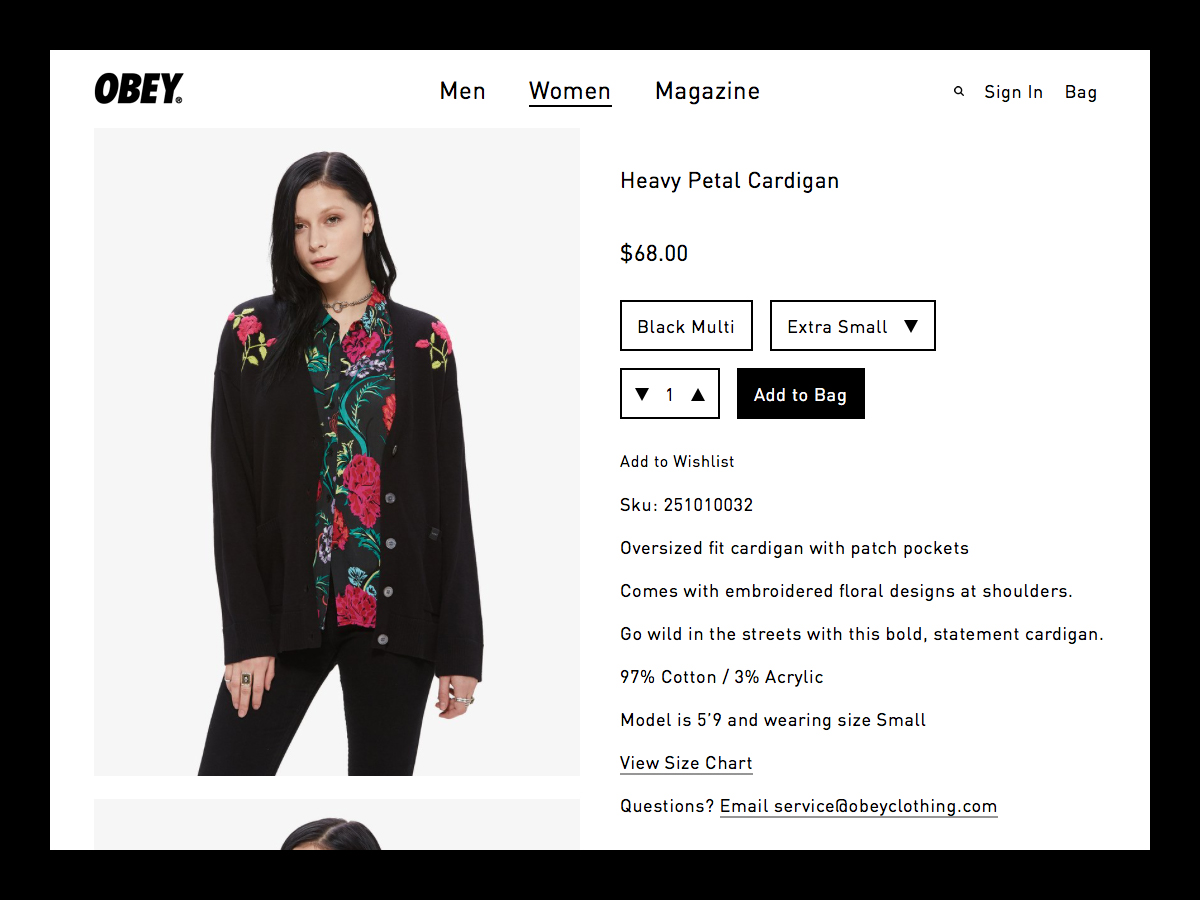 OBEY®
Men Women Magazine
Sign In Bag
Heavy Petal Cardigan
$68.00
Black Multi
Extra Small ▼
▼ 1 ▲
Add to Bag
Add to Wishlist
Sku: 251010032
Oversized fit cardigan with patch pockets
Comes with embroidered floral designs at shoulders.
Go wild in the streets with this bold, statement cardigan.
97% Cotton / 3% Acrylic
Model is 5’9 and wearing size Small
View Size Chart
Questions? Email service@obeyclothing.com